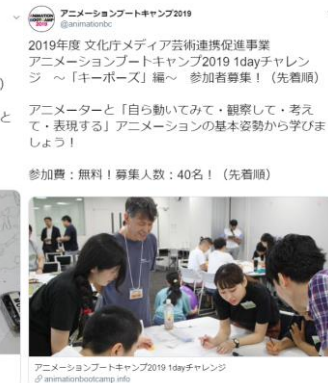 アニメーションブートキャンプ2019
@animationbc
2019年度 文化庁メディア芸術連携促進事業
アニメーションブートキャンプ2019 1dayチャレン
ジ ～「キーポーズ」編～ 参加者募集！（先着順）
アニメーターと「自ら動いてみて・観察して・考え
て・表現する」アニメーションの基本姿勢から学びま
しょう！
参加費：無料！募集人数：40名！（先着順）
アニメーションブートキャンプ2019 1dayチャレンジ
animationbootcamp.info
)
と